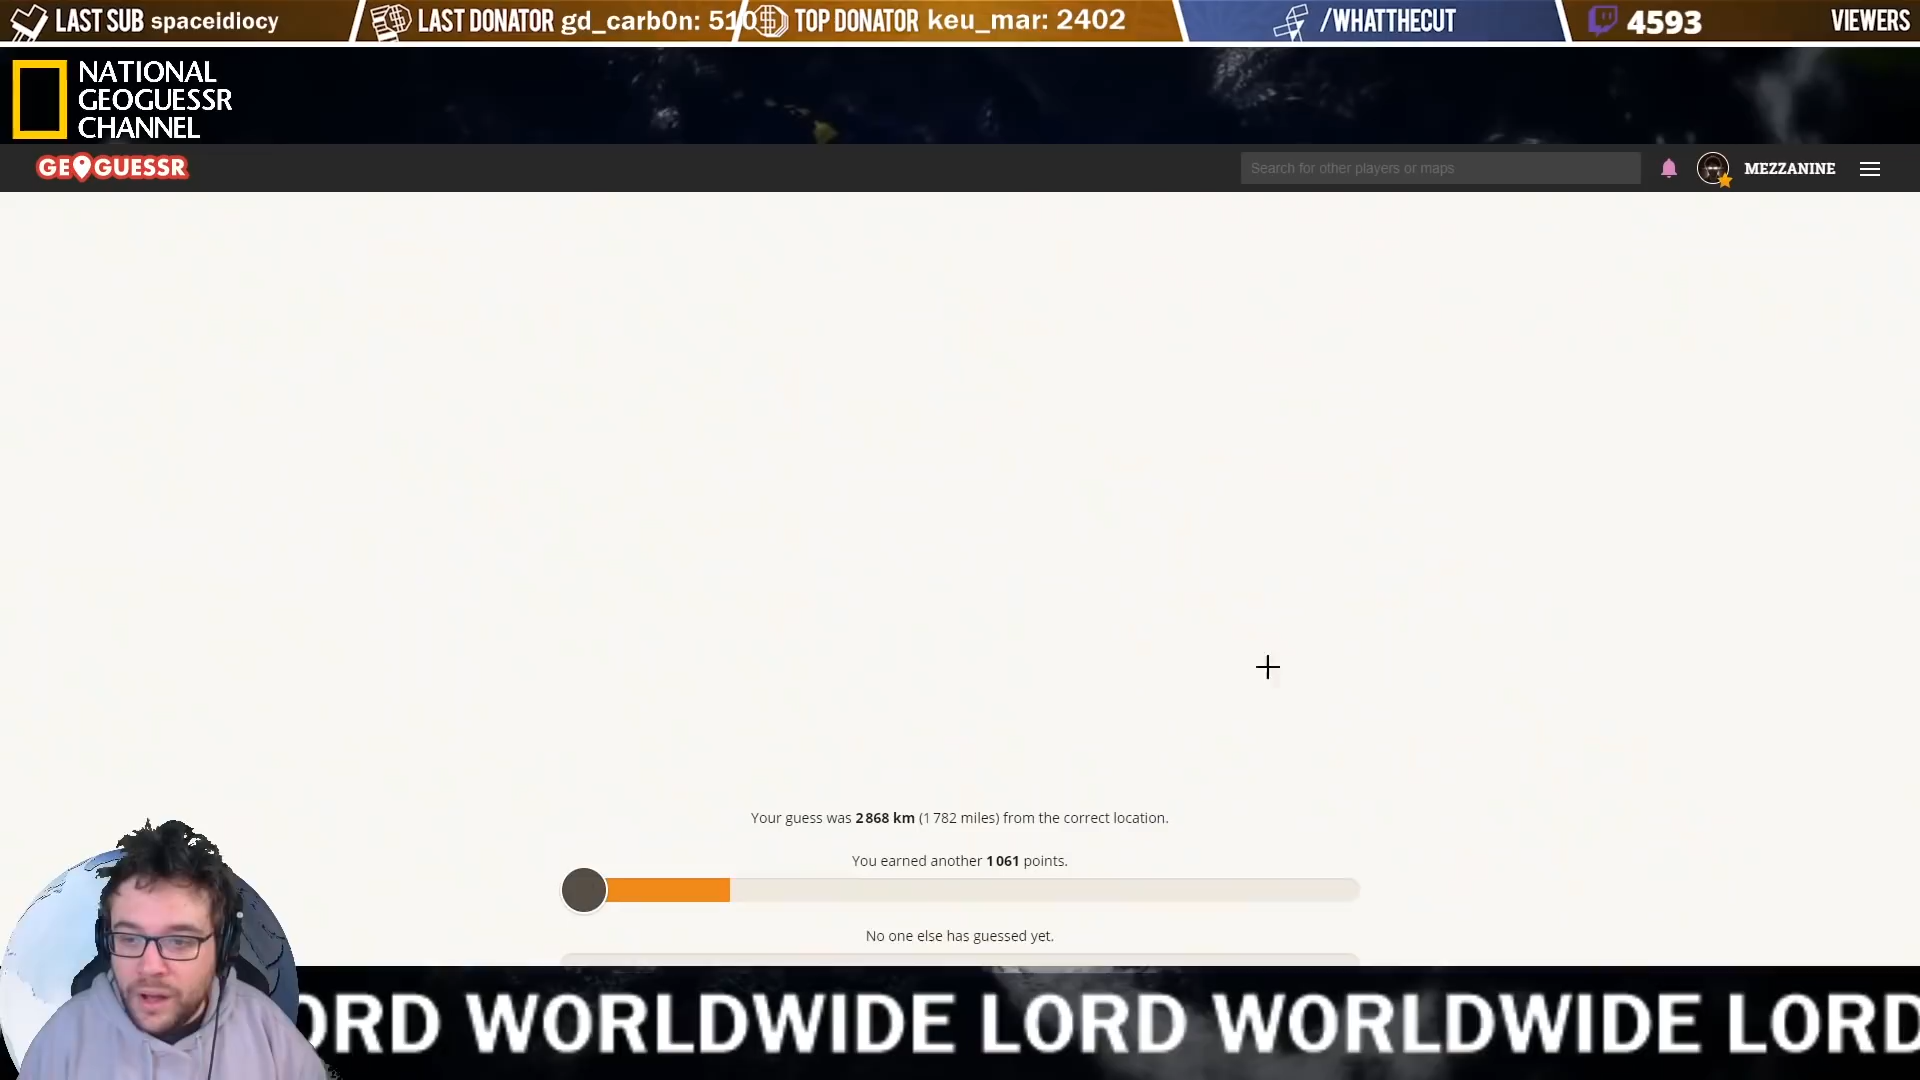 LAST SUB spaceidiocy
LAST DONATOR gd_carb0n: 510
TOP DONATOR keu_mar: 2402
/WHATTHECUT
4593 VIEWERS
NATIONAL
GEOGUESSR
CHANNEL
GEOGUESSR
Search for other players or maps
MEZZANINE
Your guess was 2 868 km (1 782 miles) from the correct location.
You earned another 1 061 points.
No one else has guessed yet.
ORD WORLDWIDE LORD WORLDWIDE LORD